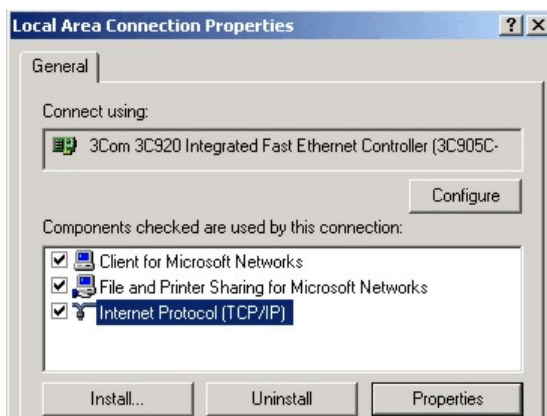 Local Area Connection Properties
General
Connect using:
3Com 3C920 Integrated Fast Ethernet Controller (3C905C-
Configure
Components checked are used by this connection:
Client for Microsoft Networks
File and Printer Sharing for Microsoft Networks
Internet Protocol (TCP/IP)
Install... Uninstall Properties